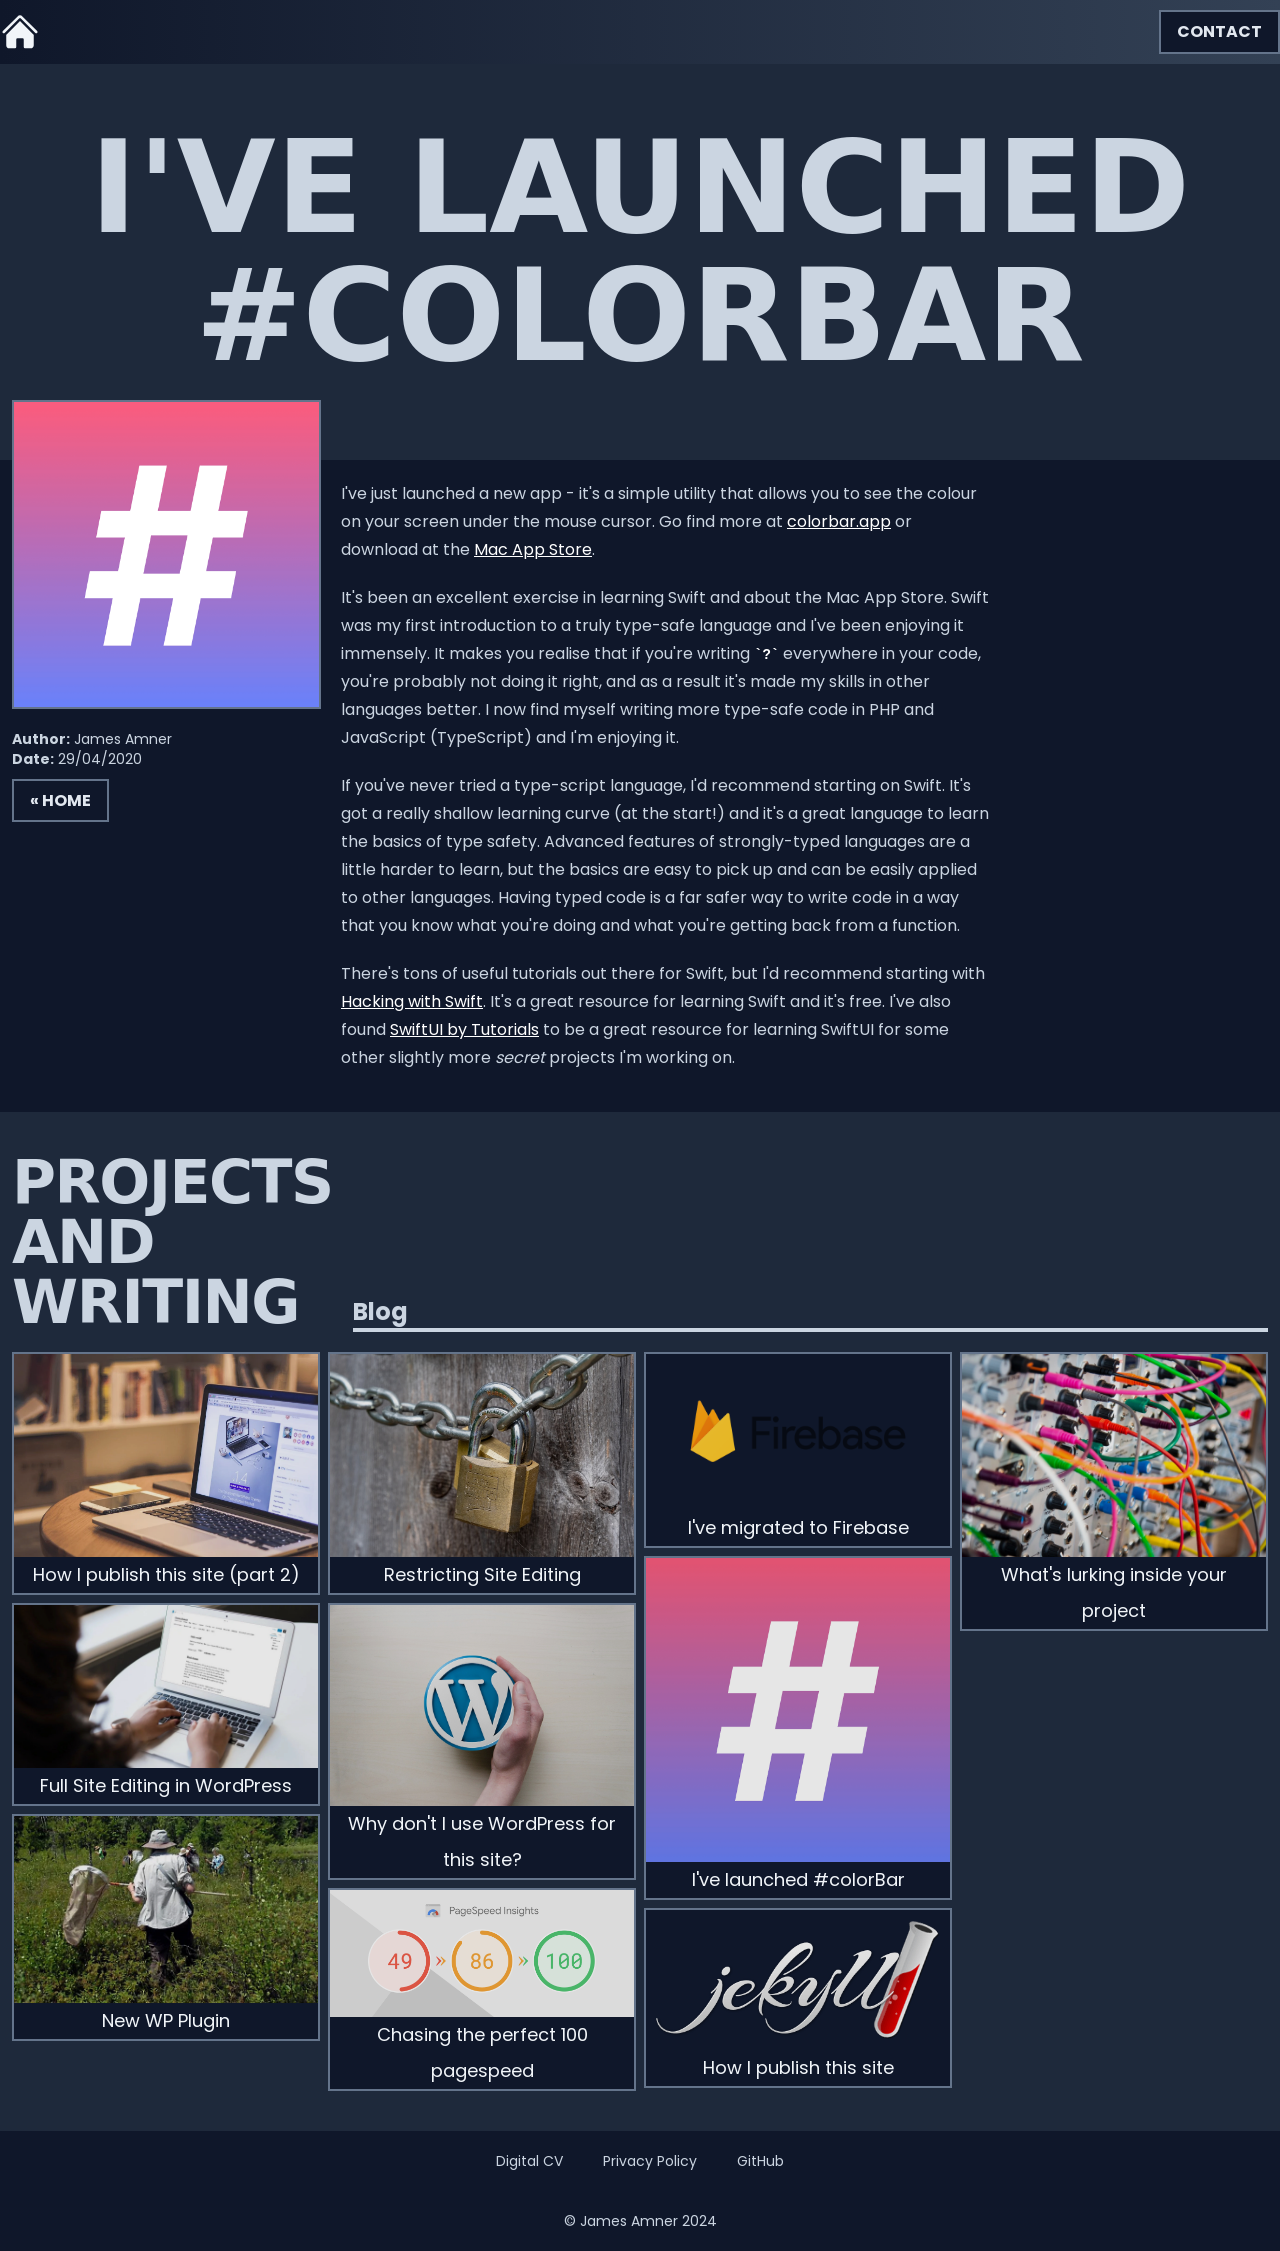 CONTACT
I'VE LAUNCHED
#COLORBAR
#
I've just launched a new app - it's a simple utility that allows you to see the colour
on your screen under the mouse cursor. Go find more at colorbar.app or
download at the Mac App Store.
It's been an excellent exercise in learning Swift and about the Mac App Store. Swift
was my first introduction to a truly type-safe language and I've been enjoying it
immensely. It makes you realise that if you're writing `?` everywhere in your code,
you're probably not doing it right, and as a result it's made my skills in other
languages better. I now find myself writing more type-safe code in PHP and
JavaScript (TypeScript) and I'm enjoying it.
If you've never tried a type-script language, I'd recommend starting on Swift. It's
got a really shallow learning curve (at the start!) and it's a great language to learn
the basics of type safety. Advanced features of strongly-typed languages are a
little harder to learn, but the basics are easy to pick up and can be easily applied
to other languages. Having typed code is a far safer way to write code in a way
that you know what you're doing and what you're getting back from a function.
There's tons of useful tutorials out there for Swift, but I'd recommend starting with
Hacking with Swift. It's a great resource for learning Swift and it's free. I've also
found SwiftUI by Tutorials to be a great resource for learning SwiftUI for some
other slightly more secret projects I'm working on.
Author: James Amner
Date: 29/04/2020
« HOME
PROJECTS
AND
WRITING
Blog
How I publish this site (part 2)
Full Site Editing in WordPress
New WP Plugin
Restricting Site Editing
W
Why don't I use WordPress for
this site?
PageSpeed Insights
49 » 86 » 100
Chasing the perfect 100
pagespeed
Firebase
I've migrated to Firebase
#
I've launched #colorBar
jekyll
How I publish this site
What's lurking inside your
project
Digital CV
Privacy Policy
GitHub
© James Amner 2024